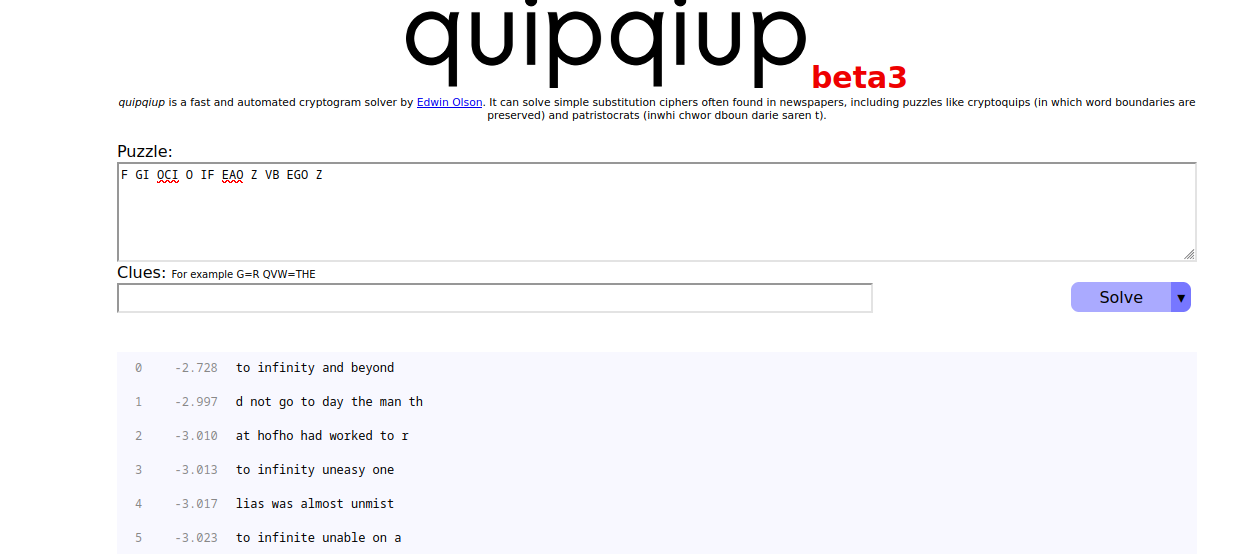 quipqiup beta3
quipqiup is a fast and automated cryptogram solver by Edwin Olson. It can solve simple substitution ciphers often found in newspapers, including puzzles like cryptoquips (in which word boundaries are
preserved) and patristocrats (inwhi chwor dboun darie saren t).
Puzzle:
F GI OCI O IF EAO Z VB EGO Z
Clues: For example G=R QVW=THE
Solve ▼
0 -2.728 to infinity and beyond
1 -2.997 d not go to day the man th
2 -3.010 at hofho had worked to r
3 -3.013 to infinity uneasy one
4 -3.017 lias was almost unmist
5 -3.023 to infinite unable on a